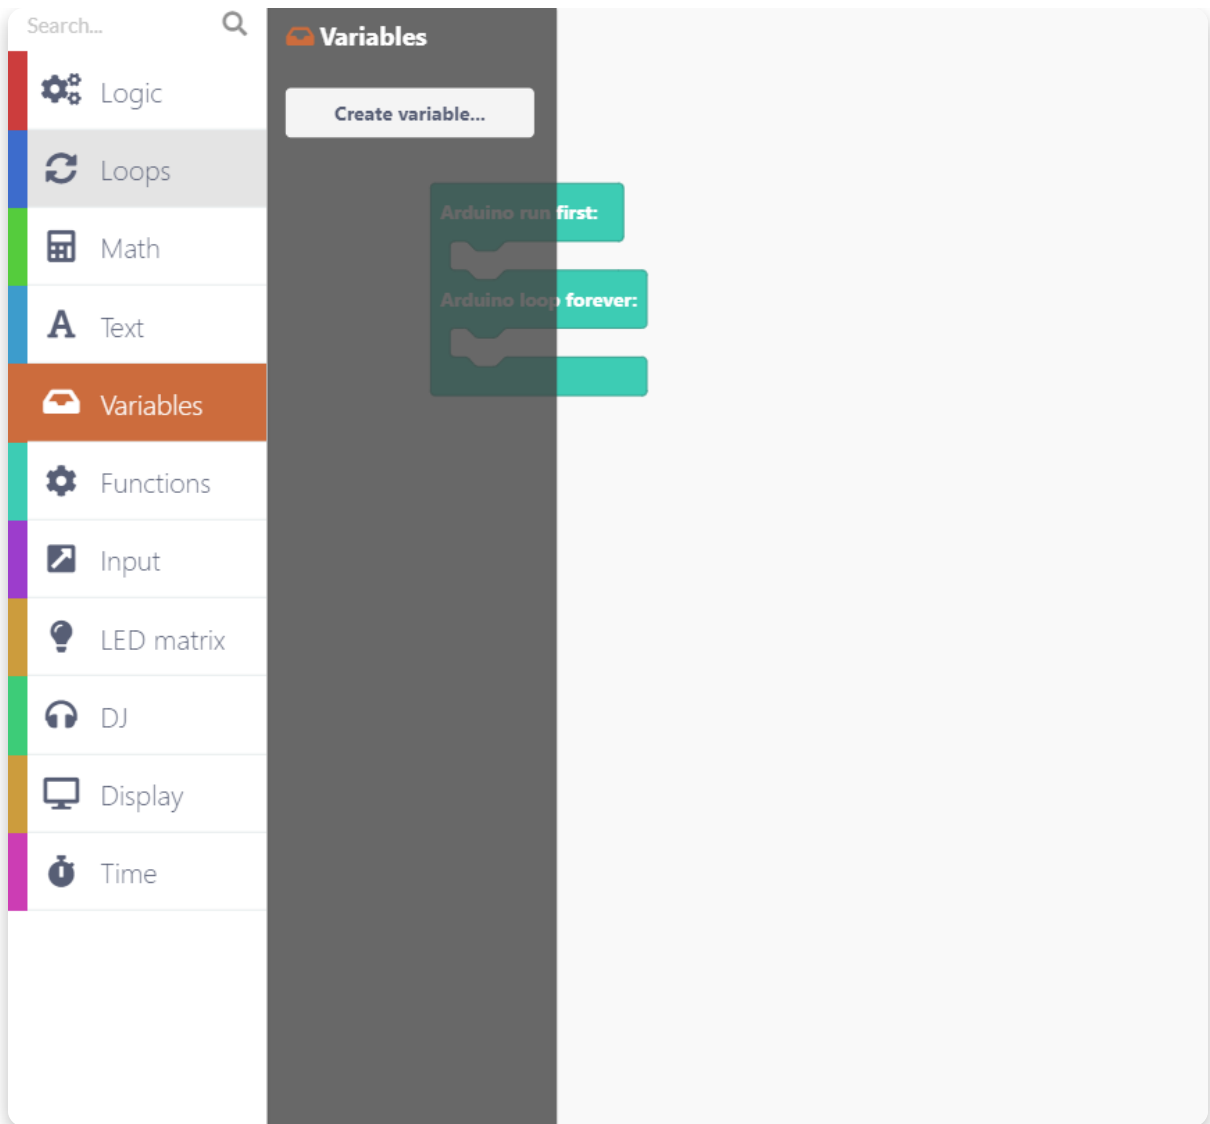 Search...
Logic
Loops
Math
Text
Variables
Functions
Input
LED matrix
DJ
Display
Time
Variables
Create variable...
Arduino run first:
Arduino loop forever: